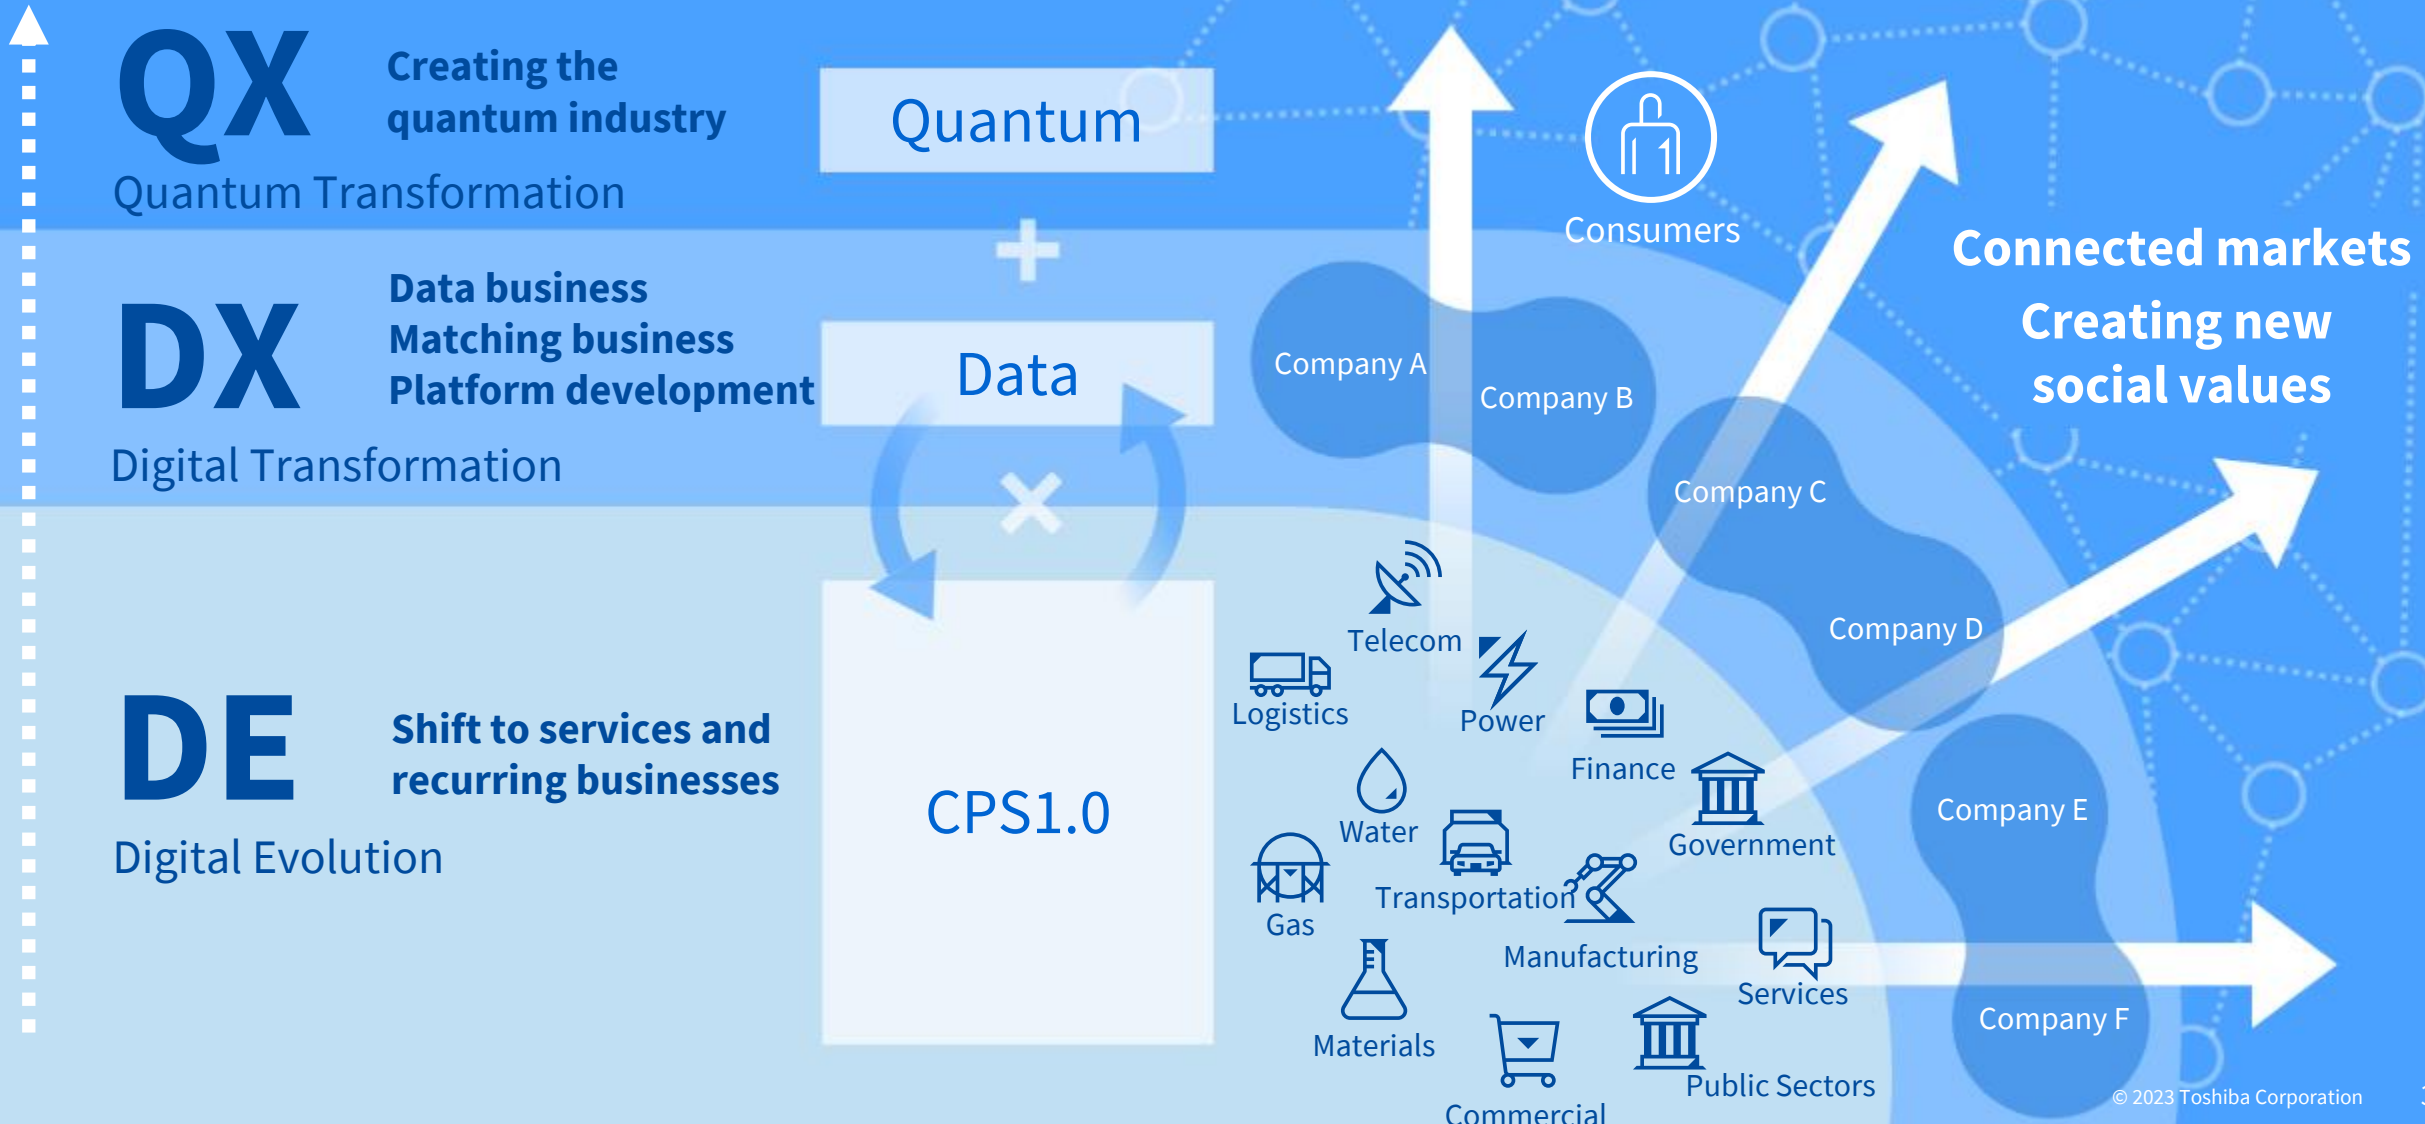 QX
Creating the
quantum industry
Quantum Transformation
Quantum
DX
Data business
Matching business
Platform development
Digital Transformation
Data
DE
Shift to services and
recurring businesses
Digital Evolution
CPS1.0
Consumers
Connected markets
Creating new
social values
Company A
Company B
Company C
Company D
Company E
Company F
Telecom
Logistics
Power
Finance
Water
Government
Transportation
Gas
Manufacturing
Services
Materials
Public Sectors
Commercial
© 2023 Toshiba Corporation